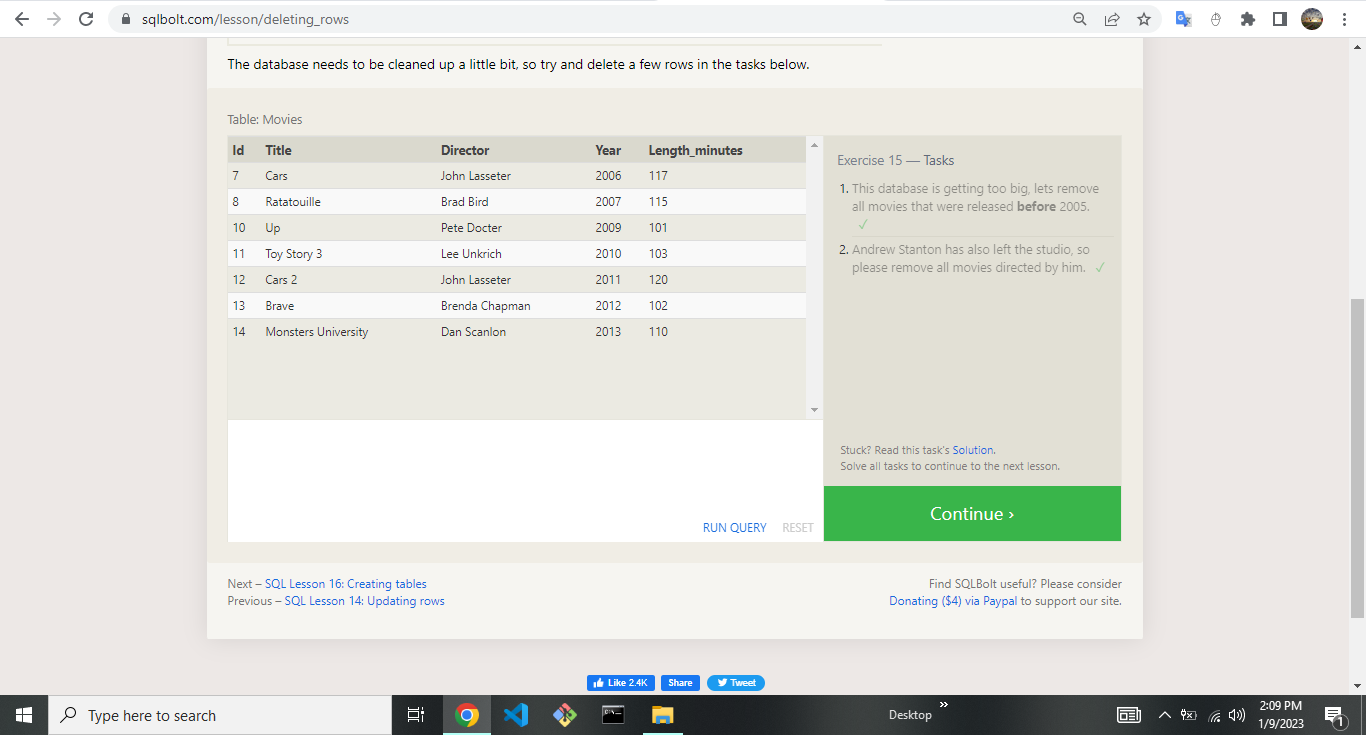 sqlbolt.com/lesson/deleting_rows
The database needs to be cleaned up a little bit, so try and delete a few rows in the tasks below.
Table: Movies
Id Title Director Year Length_minutes
7 Cars John Lasseter 2006 117
8 Ratatouille Brad Bird 2007 115
10 Up Pete Docter 2009 101
11 Toy Story 3 Lee Unkrich 2010 103
12 Cars 2 John Lasseter 2011 120
13 Brave Brenda Chapman 2012 102
14 Monsters University Dan Scanlon 2013 110
RUN QUERY RESET
Exercise 15 — Tasks
1. This database is getting too big, lets remove
all movies that were released before 2005.
✓
2. Andrew Stanton has also left the studio, so
please remove all movies directed by him. ✓
Stuck? Read this task's Solution.
Solve all tasks to continue to the next lesson.
Continue ›
Next – SQL Lesson 16: Creating tables
Previous – SQL Lesson 14: Updating rows
Find SQLBolt useful? Please consider
Donating ($4) via Paypal to support our site.
Like 2.4K Share Tweet
Type here to search
Desktop »
2:09 PM
1/9/2023
1